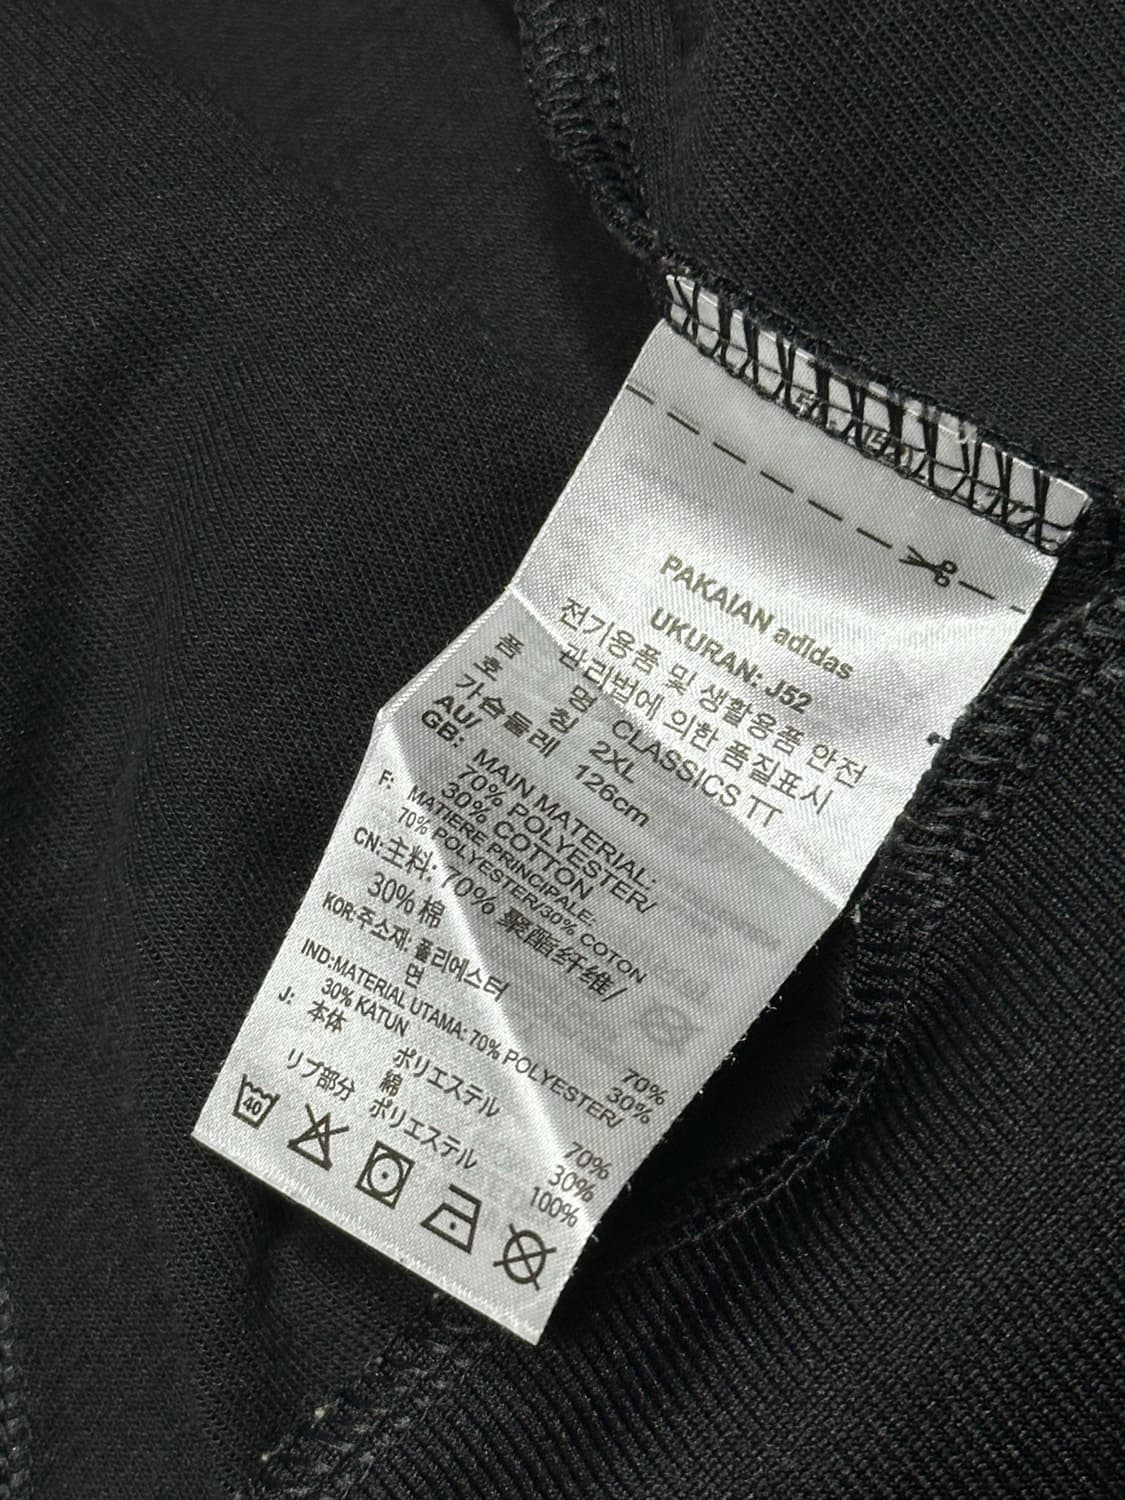 PAKAIAN adidas
UKURAN: J52
전기용품 및 생활용품 안전
관리법에 의한 품질표시
품 명 CLASSICS TT
호 칭 2XL
가슴둘레 126cm
AU/
GB: MAIN MATERIAL:
70% POLYESTER/
30% COTTON
F: MATIERE PRINCIPALE:
70% POLYESTER/30% COTON
CN:主料: 70% 聚酯纤维/
30% 棉
KOR:주소재: 폴리에스터 70%
면 30%
IND:MATERIAL UTAMA: 70% POLYESTER/
30% KATUN
J: 本体 ポリエステル 70%
綿 30%
リブ部分 ポリエステル 100%
40